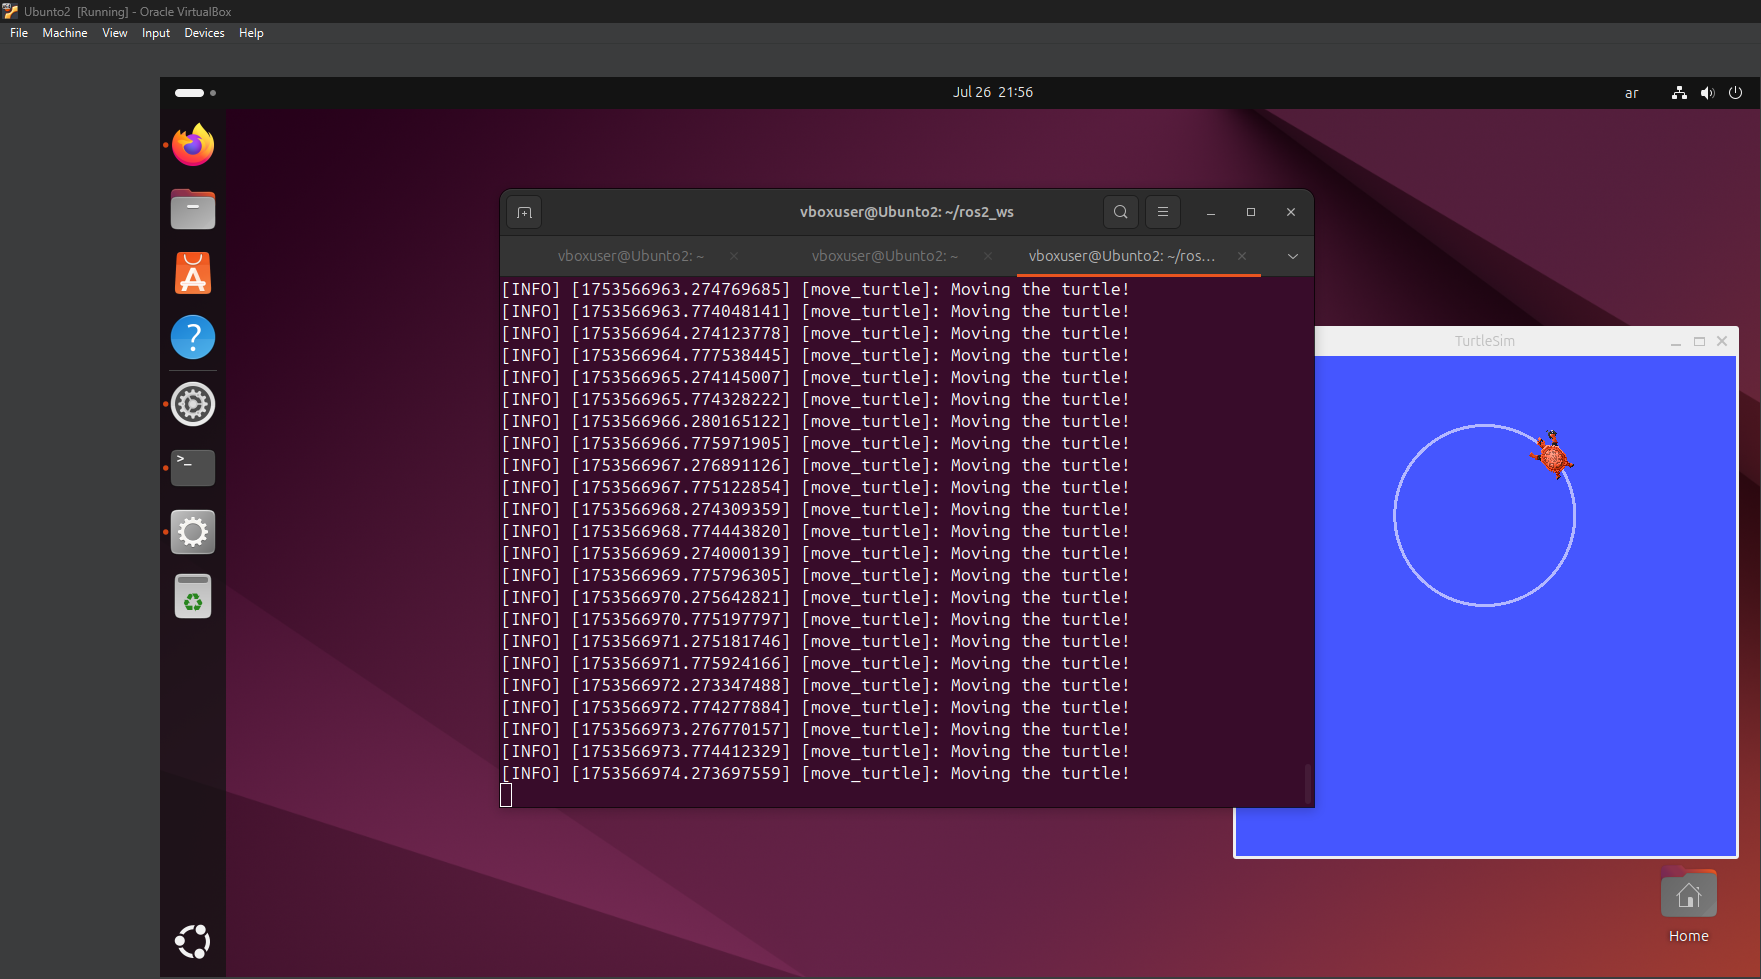 Ubunto2 [Running] - Oracle VirtualBox
File Machine View Input Devices Help
Jul 26 21:56
ar
vboxuser@Ubunto2: ~/ros2_ws
vboxuser@Ubunto2: ~
vboxuser@Ubunto2: ~
vboxuser@Ubunto2: ~/ros...
[INFO] [1753566963.274769685] [move_turtle]: Moving the turtle!
[INFO] [1753566963.774048141] [move_turtle]: Moving the turtle!
[INFO] [1753566964.274123778] [move_turtle]: Moving the turtle!
[INFO] [1753566964.777538445] [move_turtle]: Moving the turtle!
[INFO] [1753566965.274145007] [move_turtle]: Moving the turtle!
[INFO] [1753566965.774328222] [move_turtle]: Moving the turtle!
[INFO] [1753566966.280165122] [move_turtle]: Moving the turtle!
[INFO] [1753566966.775971905] [move_turtle]: Moving the turtle!
[INFO] [1753566967.276891126] [move_turtle]: Moving the turtle!
[INFO] [1753566967.775122854] [move_turtle]: Moving the turtle!
[INFO] [1753566968.274309359] [move_turtle]: Moving the turtle!
[INFO] [1753566968.774443820] [move_turtle]: Moving the turtle!
[INFO] [1753566969.274000139] [move_turtle]: Moving the turtle!
[INFO] [1753566969.775796305] [move_turtle]: Moving the turtle!
[INFO] [1753566970.275642821] [move_turtle]: Moving the turtle!
[INFO] [1753566970.775197797] [move_turtle]: Moving the turtle!
[INFO] [1753566971.275181746] [move_turtle]: Moving the turtle!
[INFO] [1753566971.775924166] [move_turtle]: Moving the turtle!
[INFO] [1753566972.273347488] [move_turtle]: Moving the turtle!
[INFO] [1753566972.774277884] [move_turtle]: Moving the turtle!
[INFO] [1753566973.276770157] [move_turtle]: Moving the turtle!
[INFO] [1753566973.774412329] [move_turtle]: Moving the turtle!
[INFO] [1753566974.273697559] [move_turtle]: Moving the turtle!
TurtleSim
Home